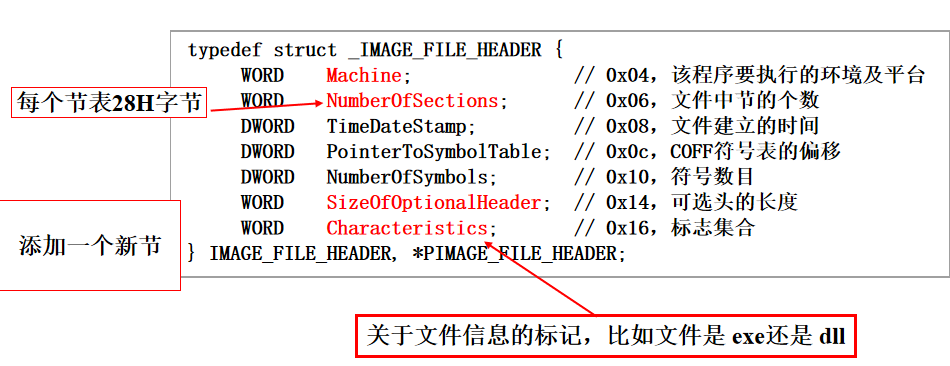 typedef struct _IMAGE_FILE_HEADER {
WORD Machine; // 0x04，该程序要执行的环境及平台
每个节表28H字节
WORD NumberOfSections; // 0x06，文件中节的个数
DWORD TimeDateStamp; // 0x08，文件建立的时间
DWORD PointerToSymbolTable; // 0x0c，COFF符号表的偏移
DWORD NumberOfSymbols; // 0x10，符号数目
WORD SizeOfOptionalHeader; // 0x14，可选头的长度
WORD Characteristics; // 0x16，标志集合
添加一个新节
} IMAGE_FILE_HEADER, *PIMAGE_FILE_HEADER;
关于文件信息的标记，比如文件是 exe还是 dll